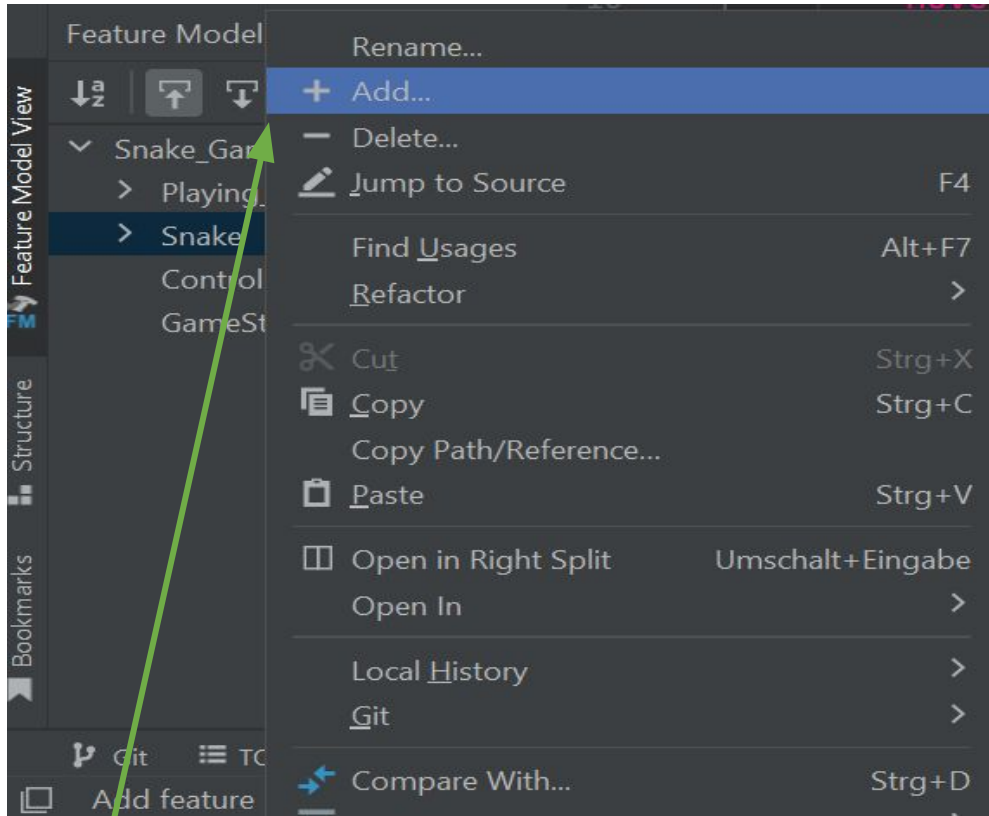 Feature Model
Snake_Gar
Playing_
Snake
Control
GameSt
Feature Model View
FM
Structure
Bookmarks
Rename...
Add...
Delete...
Jump to Source F4
Find Usages Alt+F7
Refactor
Cut Strg+X
Copy Strg+C
Copy Path/Reference...
Paste Strg+V
Open in Right Split Umschalt+Eingabe
Open In
Local History
Git
Compare With... Strg+D
Git TO
Add feature